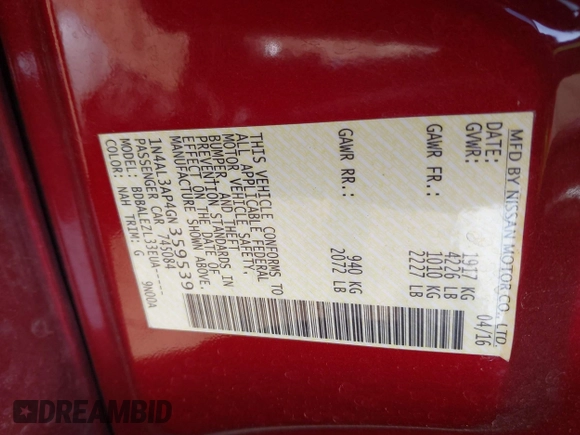 MFD BY NISSAN MOTOR CO., LTD.
DATE: 04/16
GVWR: 1917 KG
4226 LB
GAWR FR.: 1010 KG
2227 LB
GAWR RR.: 940 KG
2072 LB
THIS VEHICLE CONFORMS TO
ALL APPLICABLE FEDERAL
MOTOR VEHICLE SAFETY,
BUMPER, AND THEFT
PREVENTION STANDARDS IN
EFFECT ON THE DATE OF
MANUFACTURE SHOWN ABOVE.
1N4AL3AP4GN359539
PASSENGER CAR 745084
MODEL: BDBALEZL33EUA-----
COLOR: NAH TRIM: G 9N00A
DREAMBID